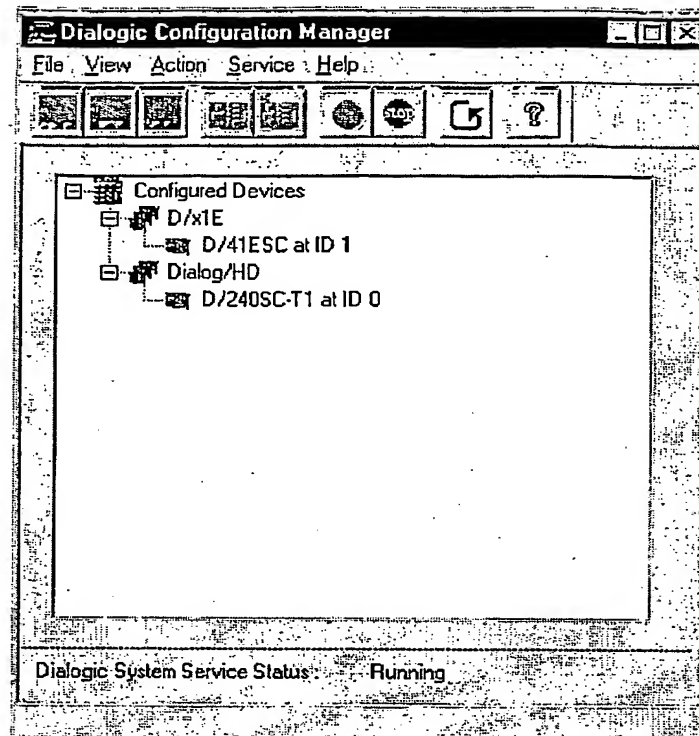 Dialogic Configuration Manager
File View Action Service Help
STOP
?
Configured Devices
D/x1E
D/41ESC at ID 1
Dialog/HD
D/240SC-T1 at ID 0
Dialogic System Service Status: Running